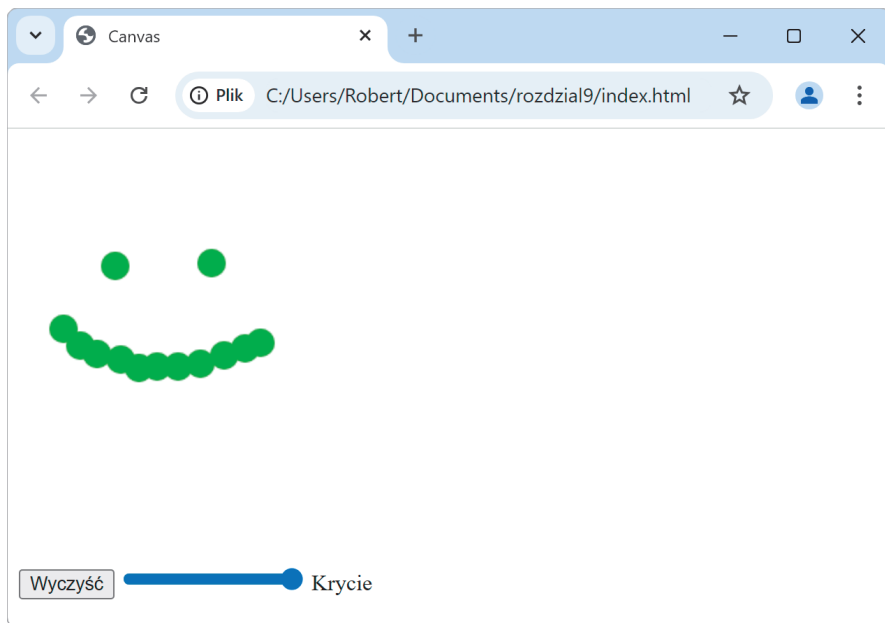 Canvas
Plik C:/Users/Robert/Documents/rozdzial9/index.html
Wyczyść Krycie